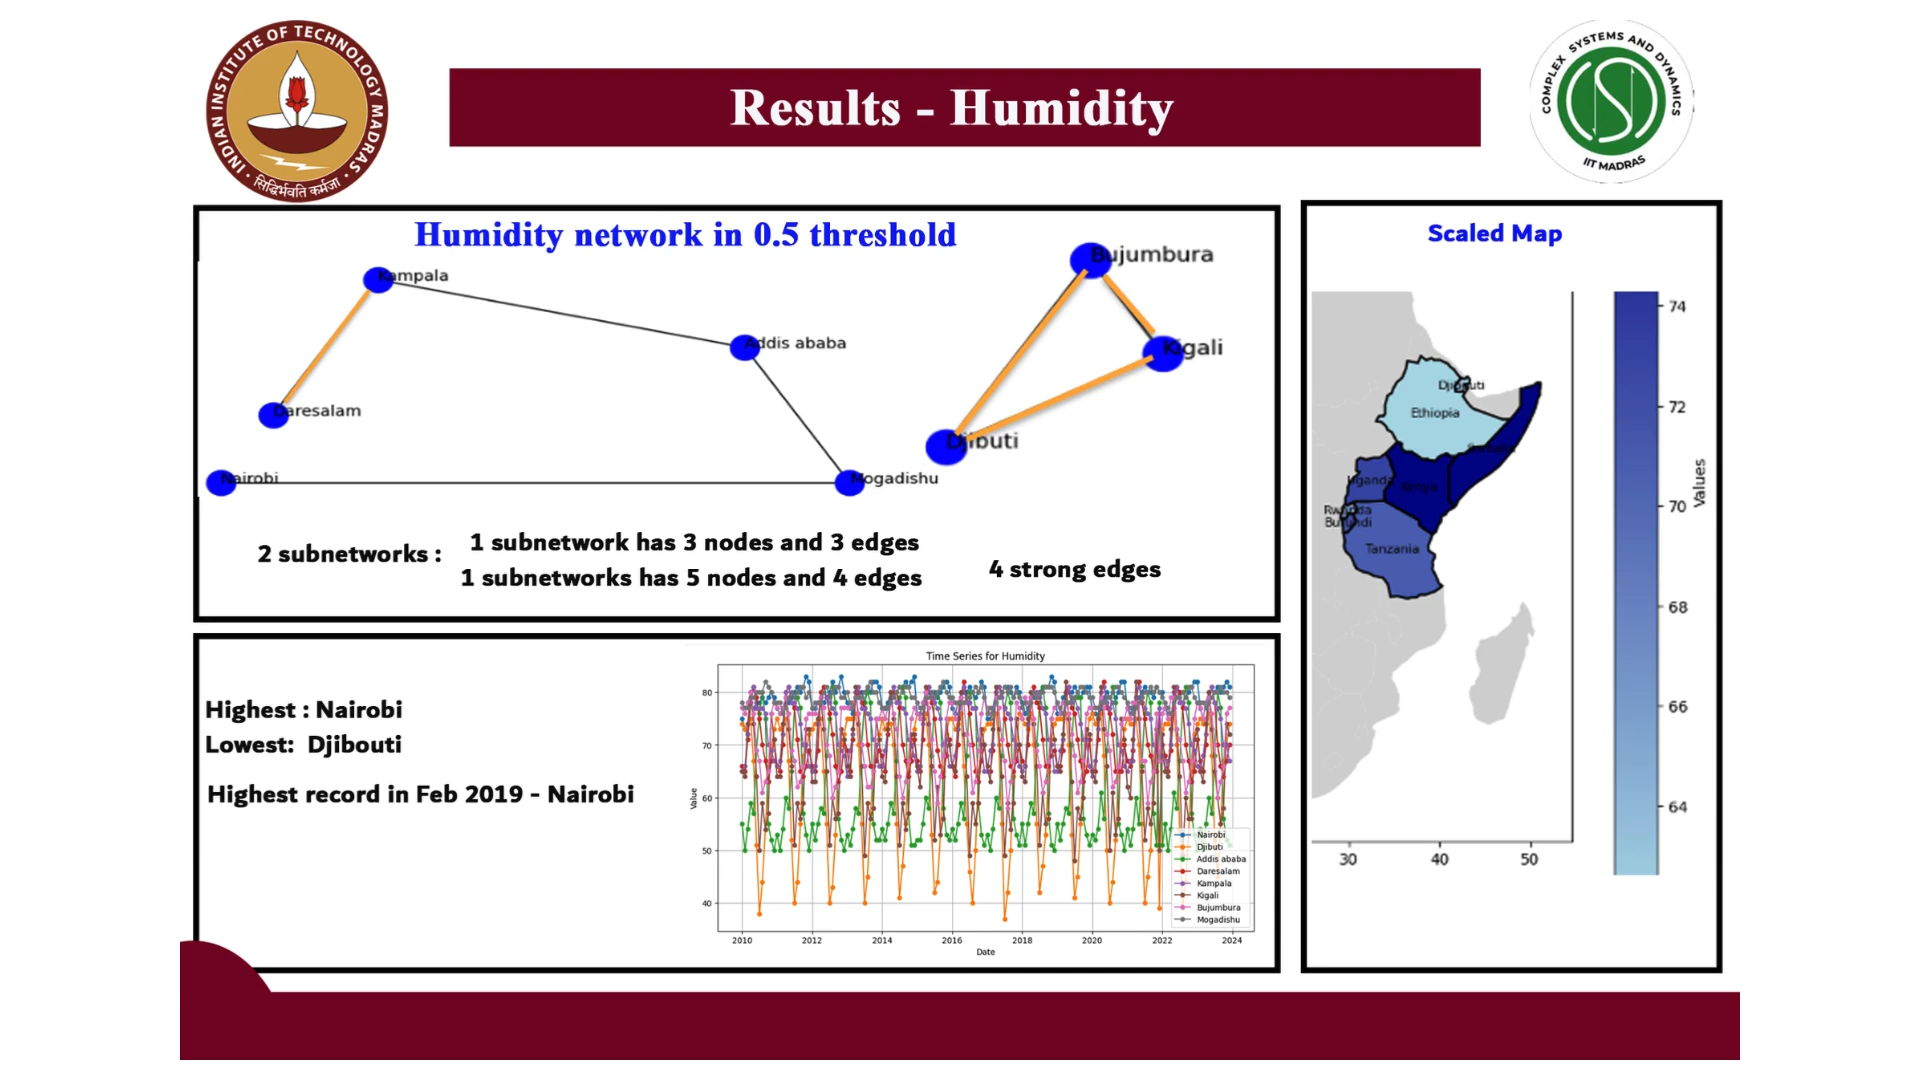 INDIAN INSTITUTE OF TECHNOLOGY MADRAS
सिद्धिर्भवति कर्मजा
Results - Humidity
COMPLEX SYSTEMS AND DYNAMICS
IIT MADRAS
Humidity network in 0.5 threshold
Kampala
Addis ababa
Daresalam
Nairobi
Mogadishu
Bujumbura
Kigali
Djibuti
2 subnetworks :
1 subnetwork has 3 nodes and 3 edges
1 subnetworks has 5 nodes and 4 edges
4 strong edges
Scaled Map
Djibouti
Ethiopia
Somalia
Uganda
Kenya
Rwanda
Burundi
Tanzania
30 40 50
74
72
70
68
66
64
Values
Highest : Nairobi
Lowest: Djibouti
Highest record in Feb 2019 - Nairobi
Time Series for Humidity
Value
80
70
60
50
40
Nairobi
Djibuti
Addis ababa
Daresalam
Kampala
Kigali
Bujumbura
Mogadishu
2010 2012 2014 2016 2018 2020 2022 2024
Date